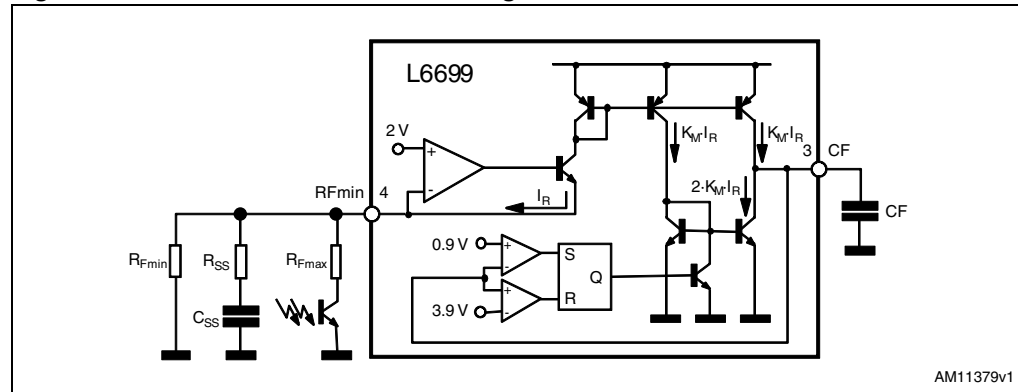 L6699
2 V
+
-
RFmin 4
I_R
K_M·I_R
K_M·I_R
2·K_M·I_R
3 CF
CF
R_Fmin
R_SS
R_Fmax
C_SS
0.9 V
+
-
+
-
3.9 V
S
Q
R
AM11379v1